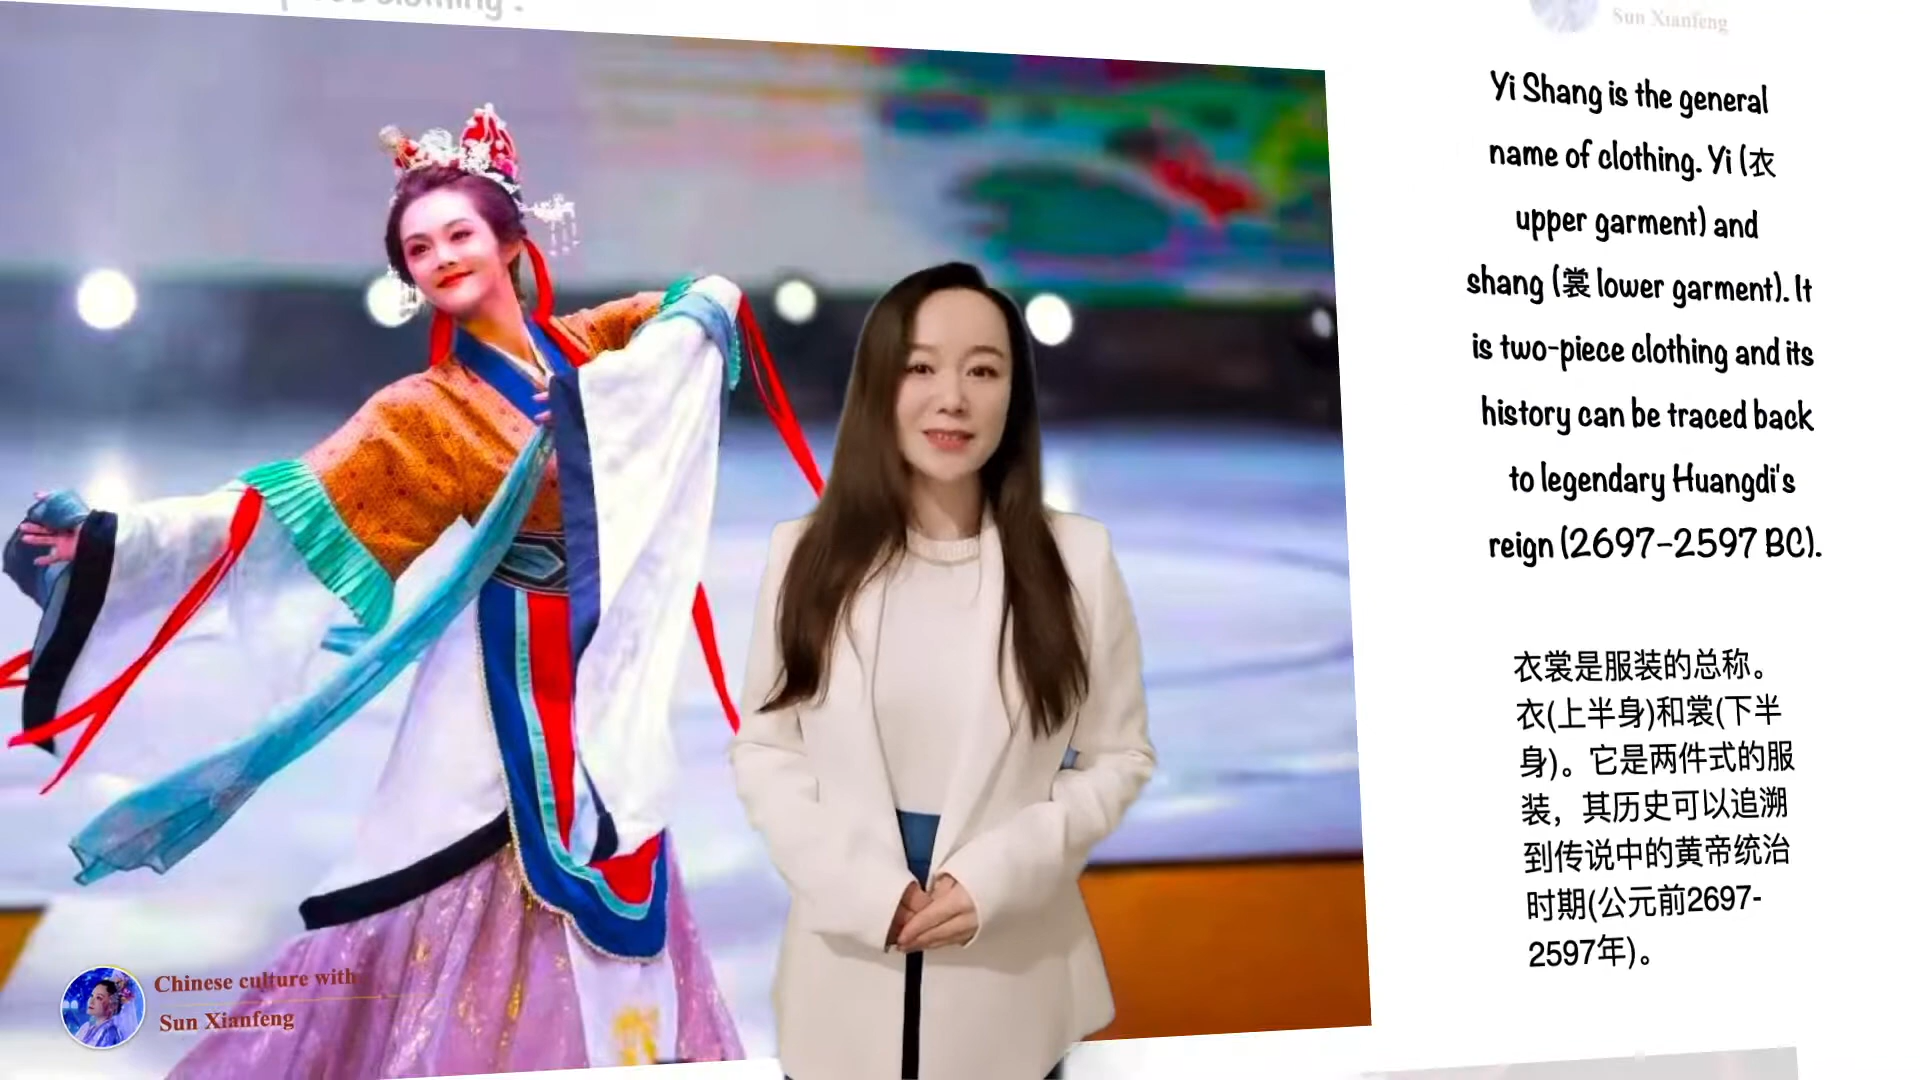 piece clothing .
Sun Xianfeng
Yi Shang is the general
name of clothing. Yi (衣
upper garment) and
shang (裳 lower garment). It
is two-piece clothing and its
history can be traced back
to legendary Huangdi's
reign (2697-2597 BC).
衣裳是服装的总称。
衣(上半身)和裳(下半
身)。它是两件式的服
装，其历史可以追溯
到传说中的黄帝统治
时期(公元前2697-
2597年)。
Chinese culture with
Sun Xianfeng